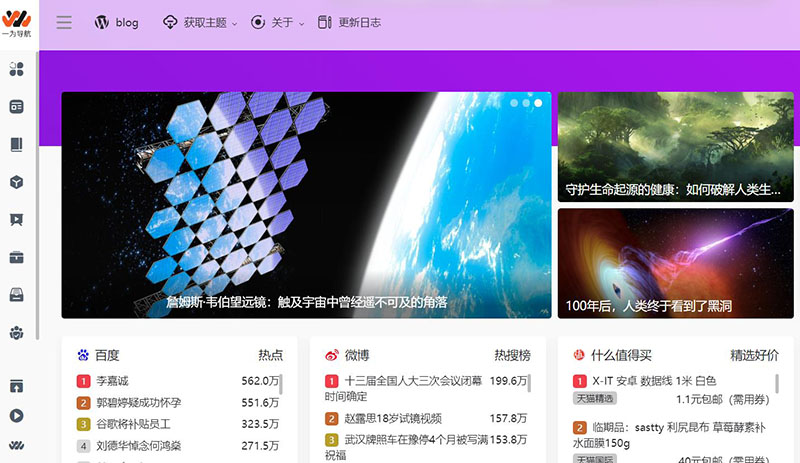 一为导航
blog
获取主题
关于
更新日志
詹姆斯·韦伯望远镜：触及宇宙中曾经遥不可及的角落
守护生命起源的健康：如何破解人类生...
100年后，人类终于看到了黑洞
百度 热点
1 李嘉诚 562.0万
2 郭碧婷疑成功怀孕 551.6万
3 谷歌将补贴员工 323.5万
4 刘德华悼念何鸿燊 271.5万
微博 热搜榜
1 十三届全国人大三次会议闭幕 199.6万
时间确定
2 赵露思18岁试镜视频 157.8万
3 武汉牌照车在豫停4个月被写满 153.8万
祝福
值 什么值得买 精选好价
1 X-IT 安卓 数据线 1米 白色
天猫精选 1.1元包邮（需用券）
2 临期品：sastty 利尻昆布 草莓酵素补
水面膜150g
天猫国际 40元包邮（需用券）